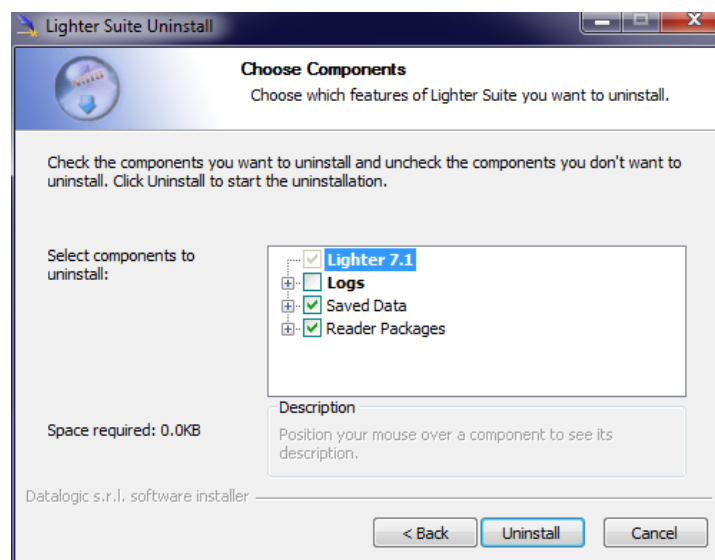 Lighter Suite Uninstall
Choose Components
Choose which features of Lighter Suite you want to uninstall.
Check the components you want to uninstall and uncheck the components you don't want to
uninstall. Click Uninstall to start the uninstallation.
Select components to
uninstall:
Lighter 7.1
Logs
Saved Data
Reader Packages
Space required: 0.0KB
Description
Position your mouse over a component to see its
description.
Datalogic s.r.l. software installer
< Back
Uninstall
Cancel